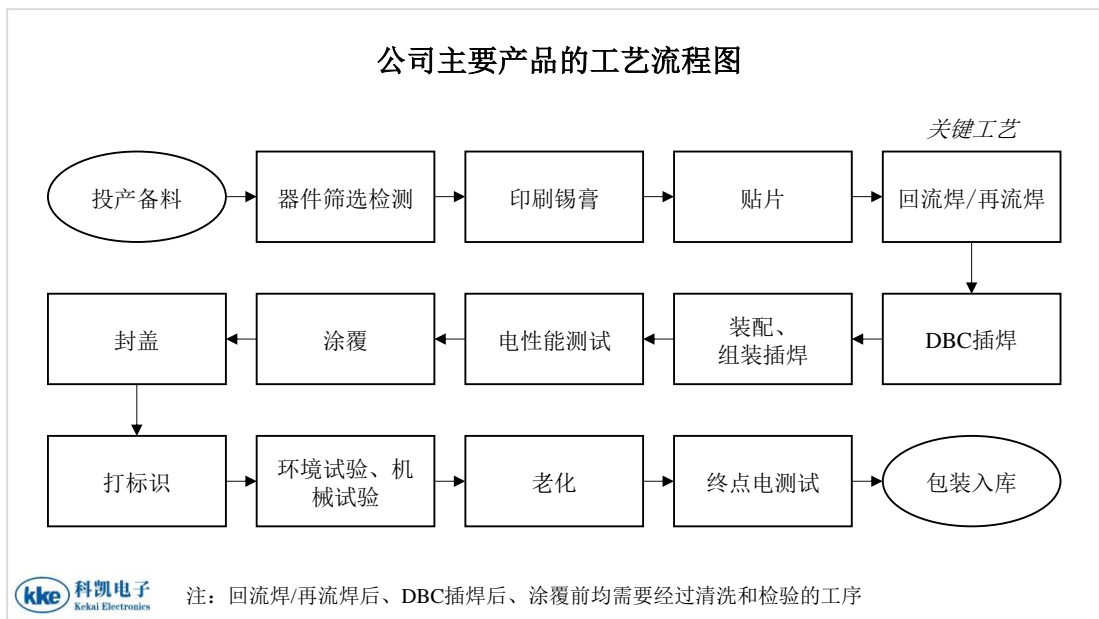 公司主要产品的工艺流程图
关键工艺
投产备料
器件筛选检测
印刷锡膏
贴片
回流焊/再流焊
DBC插焊
装配、
组装插焊
电性能测试
涂覆
封盖
打标识
环境试验、机
械试验
老化
终点电测试
包装入库
kke
科凯电子
Kekai Electronics
注：回流焊/再流焊后、DBC插焊后、涂覆前均需要经过清洗和检验的工序